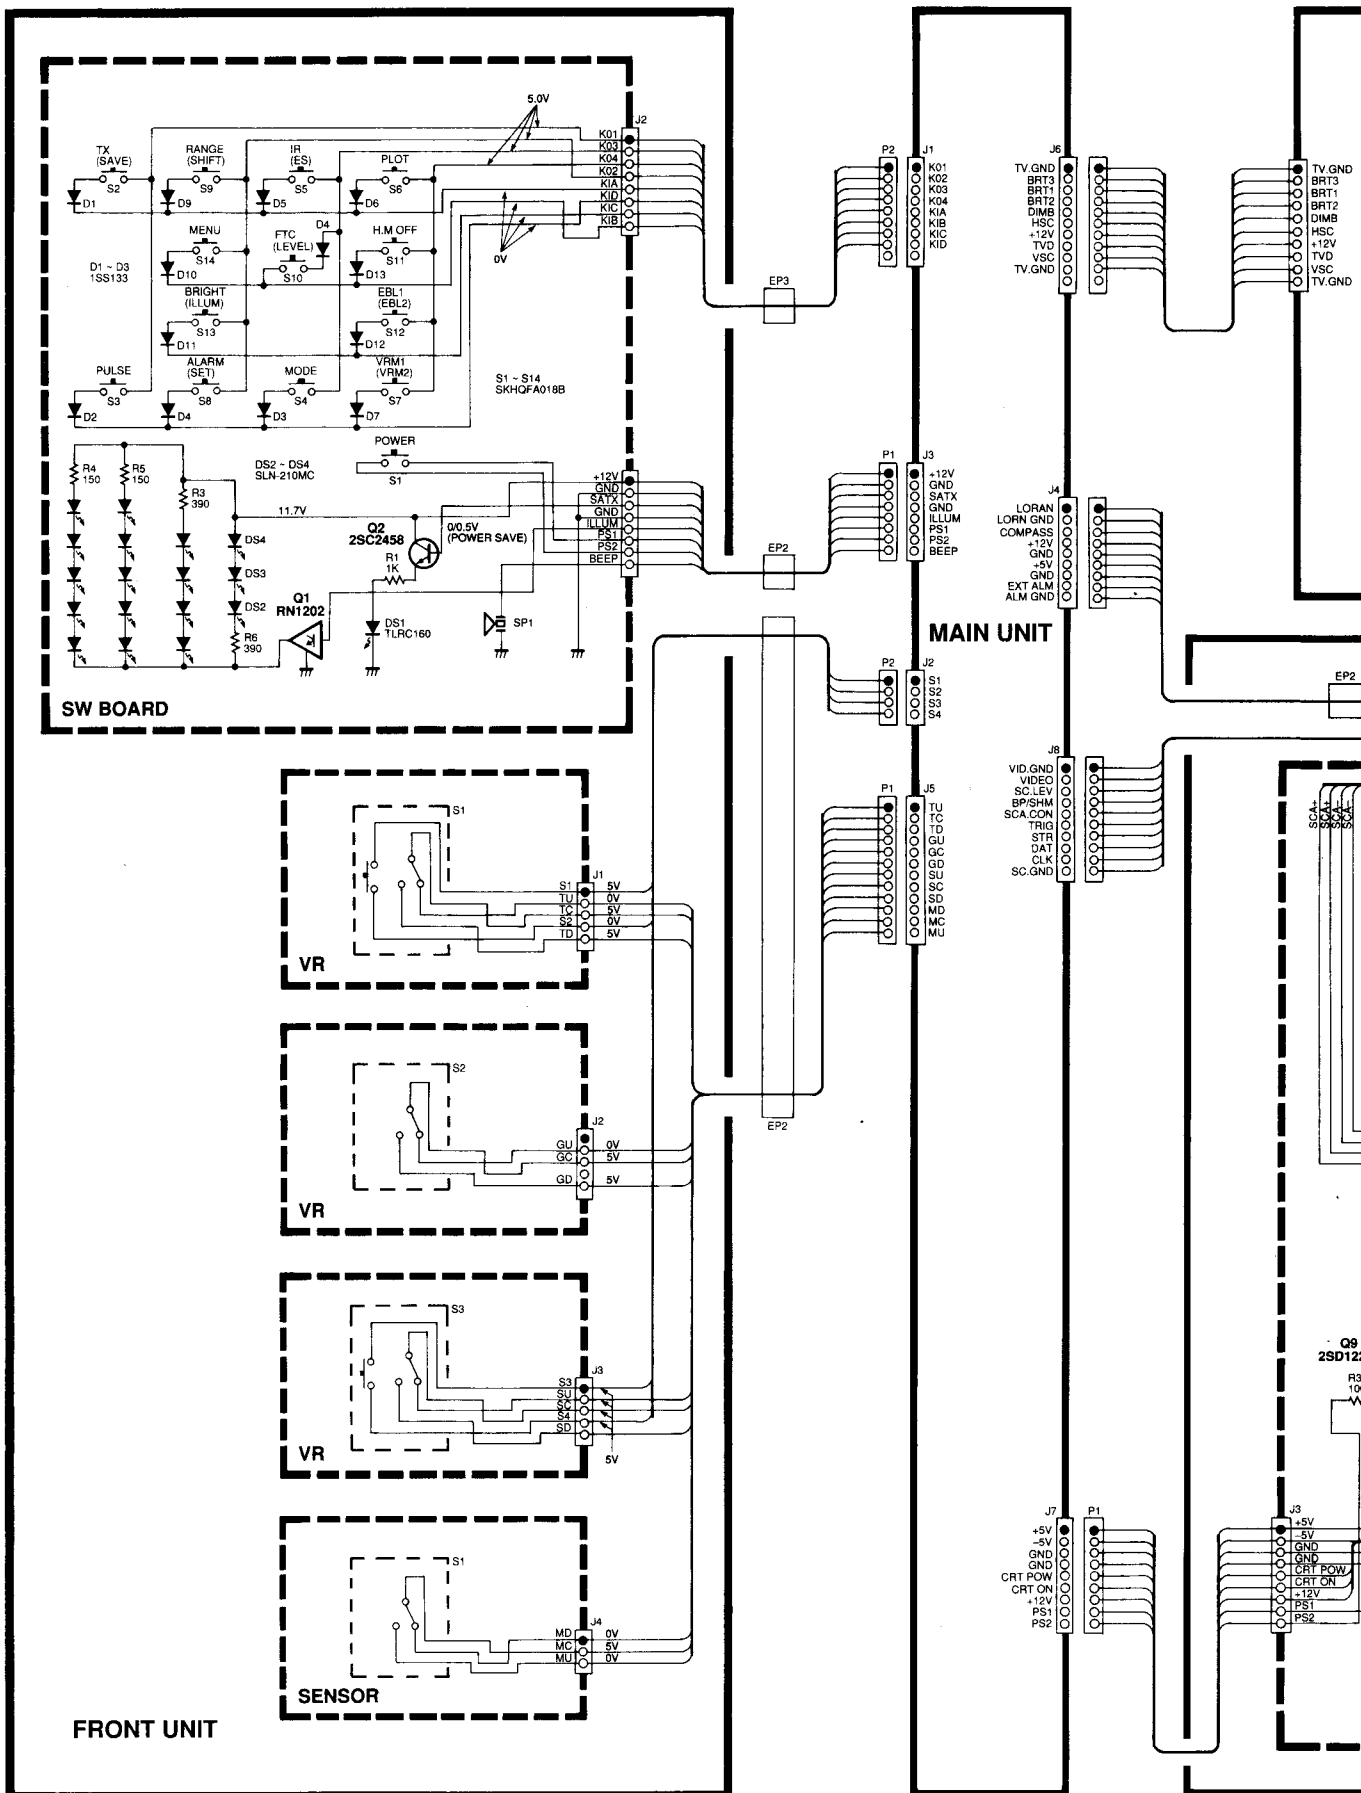 5.0V
J2
K01
K03
K04
K02
KIA
KID
KIC
KIB
0V
TX
(SAVE)
S2
D1
RANGE
(SHIFT)
S9
D9
IR
(ES)
S5
D5
PLOT
S6
D6
MENU
S14
D10
FTC
(LEVEL)
D4
S10
H.M OFF
S11
D13
D1 ~ D3
1SS133
BRIGHT
(ILLUM)
S13
D11
EBL1
(EBL2)
S12
D12
PULSE
S3
D2
ALARM
(SET)
S8
D4
MODE
S4
D3
VRM1
(VRM2)
S7
D7
S1 ~ S14
SKHQFA018B
POWER
S1
R4
150
R5
150
R3
390
DS2 ~ DS4
SLN-210MC
11.7V
DS4
DS3
DS2
R6
390
Q1
RN1202
Q2
2SC2458
0/0.5V
(POWER SAVE)
R1
1K
DS1
TLRC160
SP1
+12V
GND
SATX
GND
ILLUM
PS1
PS2
BEEP
SW BOARD
VR
S1
J1
S1 5V
TU 0V
TC 5V
S2 0V
TD 5V
VR
S2
J2
GU 0V
GC 5V
GD 5V
VR
S3
J3
S3
SU
SC
S4
SD
5V
SENSOR
S1
J4
MD 0V
MC 5V
MU 0V
FRONT UNIT
EP3
EP2
EP2
P2
J1
K01
K02
K03
K04
KIA
KIB
KIC
KID
P1
J3
+12V
GND
SATX
GND
ILLUM
PS1
PS2
BEEP
MAIN UNIT
P2
J2
S1
S2
S3
S4
P1
J5
TU
TC
TD
GU
GC
GD
SU
SC
SD
MD
MC
MU
J6
TV.GND
BRT3
BRT1
BRT2
DIMB
HSC
+12V
TVD
VSC
TV.GND
J4
LORAN
LORN GND
COMPASS
+12V
GND
+5V
GND
EXT ALM
ALM GND
J8
VID.GND
VIDEO
SC.LEV
BP/SHM
SCA.CON
TRIG
STR
DAT
CLK
SC.GND
J7
P1
+5V
-5V
GND
GND
CRT POW
CRT ON
+12V
PS1
PS2
TV.GND
BRT3
BRT1
BRT2
DIMB
HSC
+12V
TVD
VSC
TV.GND
EP2
SCA+
SCA+
SCA-
SCA-
Q9
2SD122
R3
10
J3
+5V
-5V
GND
GND
CRT POW
CRT ON
+12V
PS1
PS2